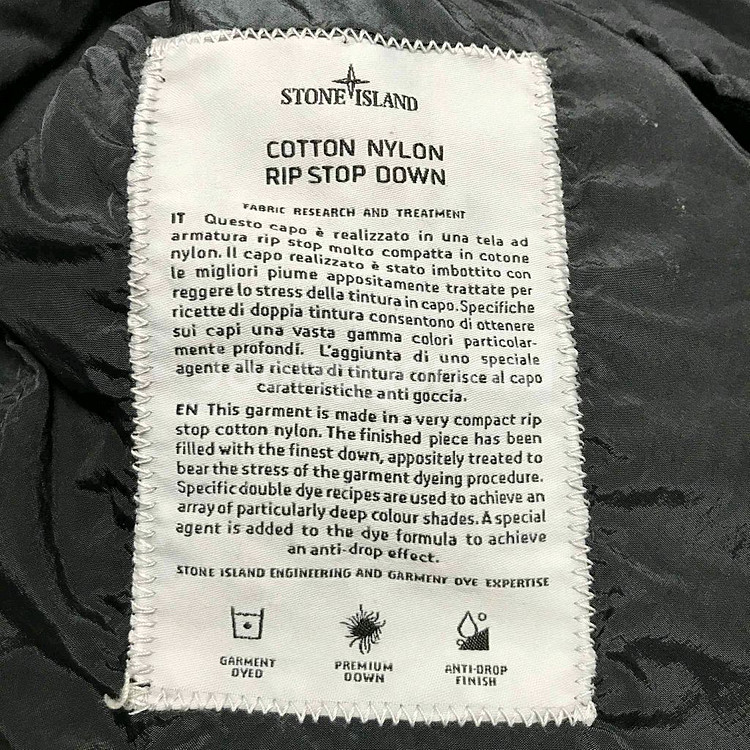 STONE ISLAND
COTTON NYLON
RIP STOP DOWN
FABRIC RESEARCH AND TREATMENT
IT Questo capo è realizzato in una tela ad
armatura rip stop molto compatta in cotone
nylon. Il capo realizzato è stato imbottito con
le migliori piume appositamente trattate per
reggere lo stress della tintura in capo. Specifiche
ricette di doppia tintura consentono di ottenere
sui capi una vasta gamma colori particolar-
mente profondi. L'aggiunta di uno speciale
agente alla ricetta di tintura conferisce al capo
caratteristiche anti goccia.
EN This garment is made in a very compact rip
stop cotton nylon. The finished piece has been
filled with the finest down, appositely treated to
bear the stress of the garment dyeing procedure.
Specific double dye recipes are used to achieve an
array of particularly deep colour shades. A special
agent is added to the dye formula to achieve
an anti-drop effect.
STONE ISLAND ENGINEERING AND GARMENT DYE EXPERTISE
GARMENT DYED
PREMIUM DOWN
ANTI-DROP FINISH